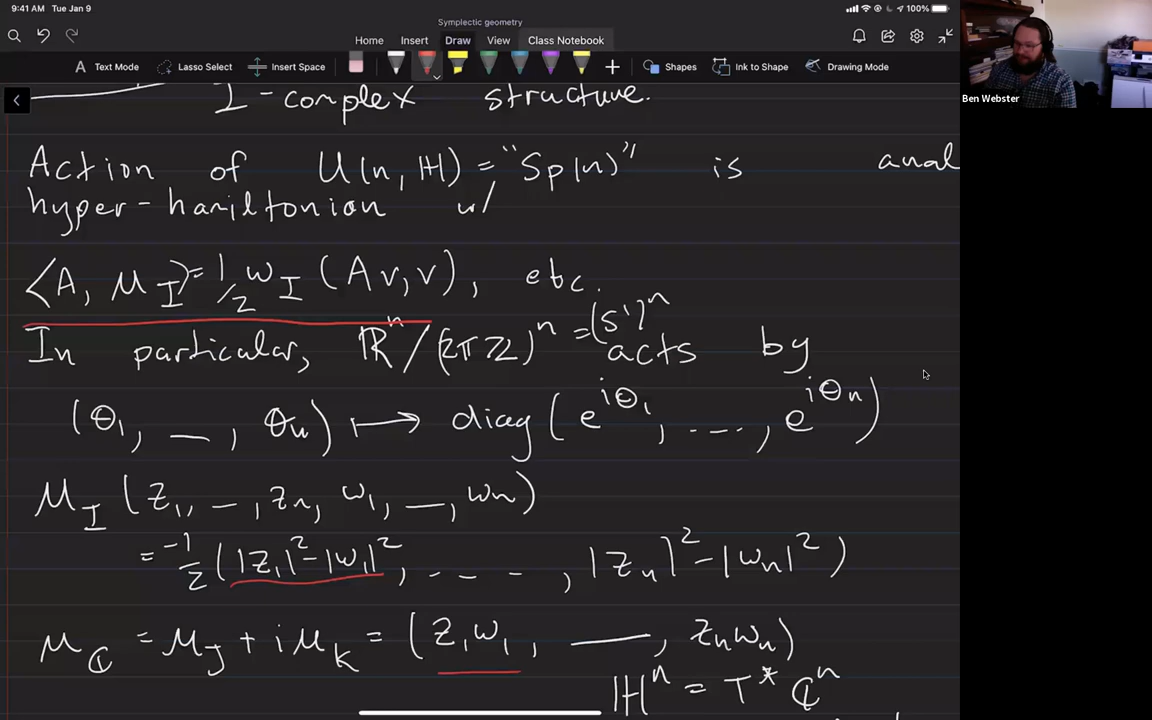 9:41 AM Tue Jan 9
100%
Symplectic geometry
Home Insert Draw View Class Notebook
Text Mode Lasso Select Insert Space Shapes Ink to Shape Drawing Mode
Ben Webster
I-complex structure.
Action of U(n, ℍ) = "Sp(n)" is anal
hyper-hamiltonian w/
⟨A, μ_I⟩ = 1/2 ω_I (Av, v), etc.
In particular, ℝ^n/(2πℤ)^n = (S^1)^n acts by
(θ_1, —, θ_n) ↦ diag(e^{iθ_1}, ...., e^{iθ_n})
μ_I (z_1, —, z_n, w_1, —, w_n)
= -1/2 (|z_1|^2 - |w_1|^2, - - - -, |z_n|^2 - |w_n|^2)
μ_ℂ = μ_J + iμ_K = (z_1w_1, —, z_nw_n)
ℍ^n = T^*ℂ^n